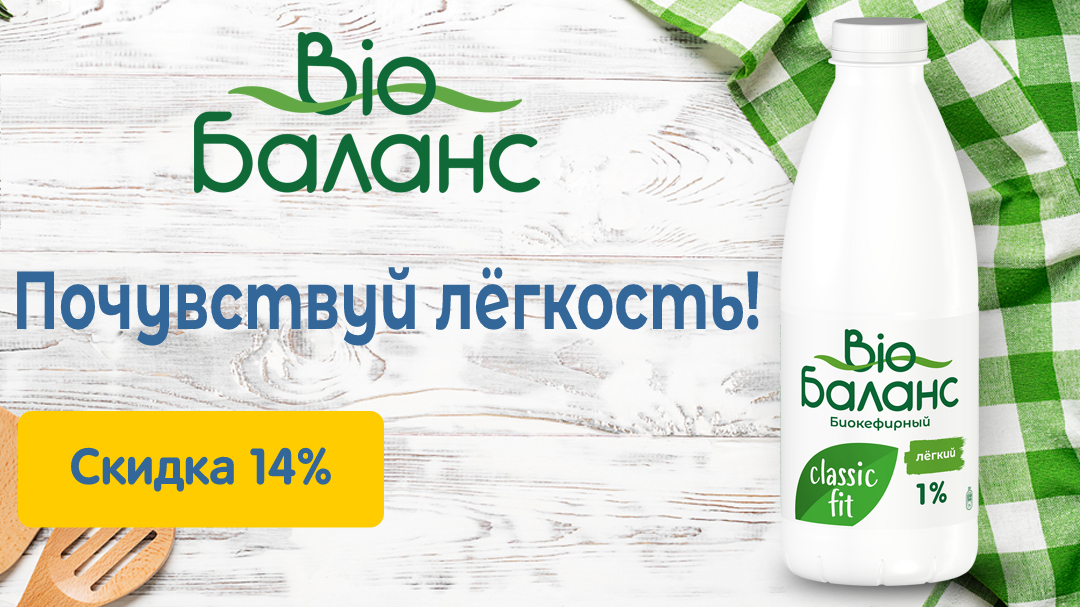 Bio
Баланс
Почувствуй лёгкость!
Скидка 14%
Bio
Баланс
Биокефирный
classic
fit
лёгкий
1%